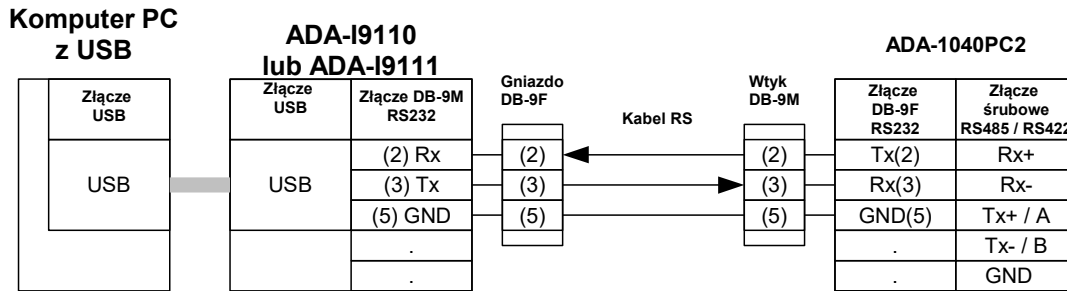 Komputer PC
z USB
ADA-I9110
lub ADA-I9111
ADA-1040PC2
Złącze
USB
Złącze
USB
Złącze DB-9M
RS232
Gniazdo
DB-9F
Kabel RS
Wtyk
DB-9M
Złącze
DB-9F
RS232
Złącze
śrubowe
RS485 / RS422
USB
USB
(2) Rx
(2)
(2)
Tx(2)
Rx+
(3) Tx
(3)
(3)
Rx(3)
Rx-
(5) GND
(5)
(5)
GND(5)
Tx+ / A
.
.
Tx- / B
.
.
GND